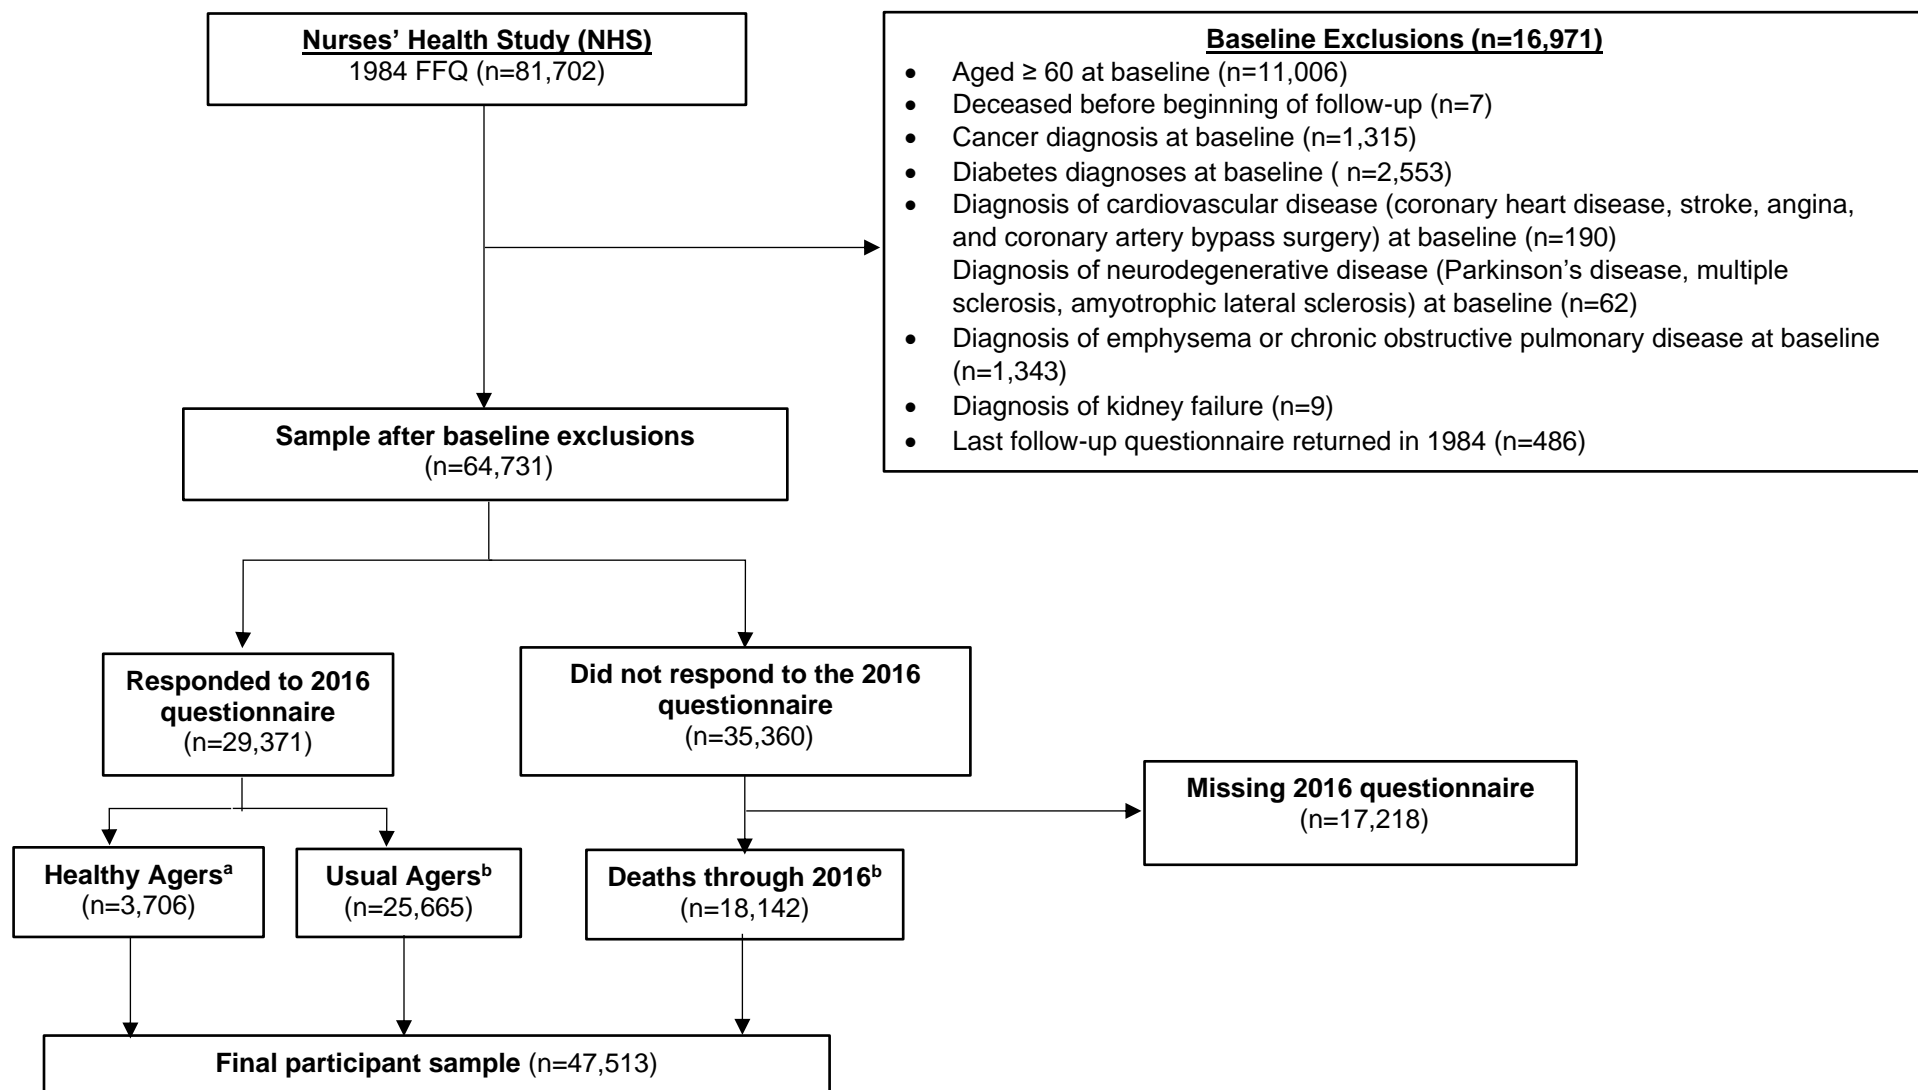 Nurses’ Health Study (NHS)
1984 FFQ (n=81,702)
Baseline Exclusions (n=16,971)
• Aged ≥ 60 at baseline (n=11,006)
• Deceased before beginning of follow-up (n=7)
• Cancer diagnosis at baseline (n=1,315)
• Diabetes diagnoses at baseline ( n=2,553)
• Diagnosis of cardiovascular disease (coronary heart disease, stroke, angina,
and coronary artery bypass surgery) at baseline (n=190)
Diagnosis of neurodegenerative disease (Parkinson’s disease, multiple
sclerosis, amyotrophic lateral sclerosis) at baseline (n=62)
• Diagnosis of emphysema or chronic obstructive pulmonary disease at baseline
(n=1,343)
• Diagnosis of kidney failure (n=9)
• Last follow-up questionnaire returned in 1984 (n=486)
Sample after baseline exclusions
(n=64,731)
Responded to 2016
questionnaire
(n=29,371)
Did not respond to the 2016
questionnaire
(n=35,360)
Missing 2016 questionnaire
(n=17,218)
Healthy Agersᵃ
(n=3,706)
Usual Agersᵇ
(n=25,665)
Deaths through 2016ᵇ
(n=18,142)
Final participant sample (n=47,513)